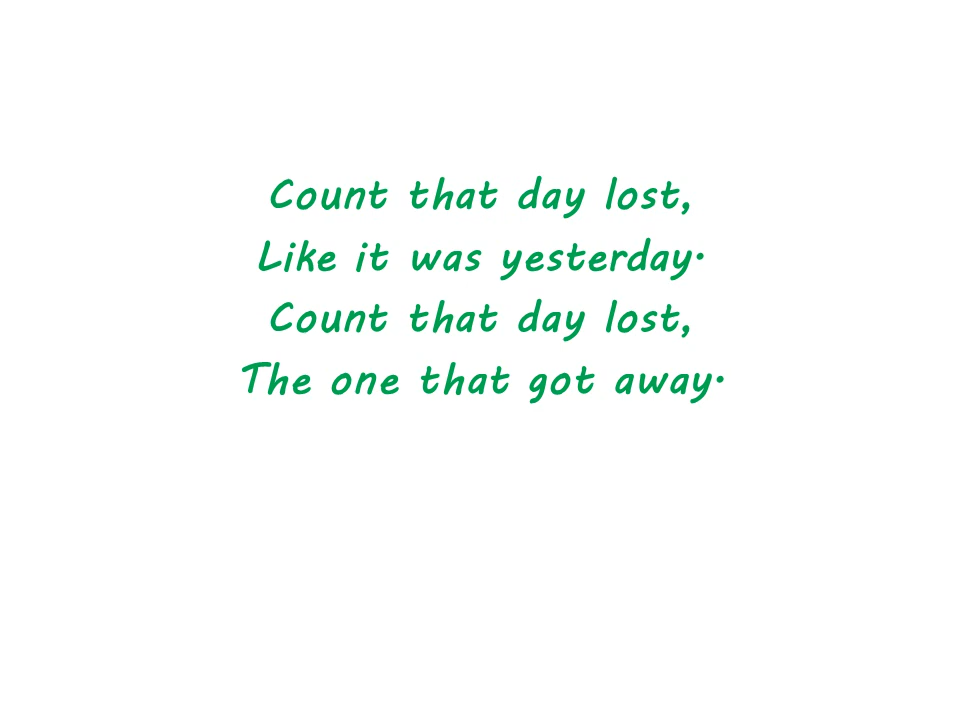 Count that day lost,
Like it was yesterday.
Count that day lost,
The one that got away.